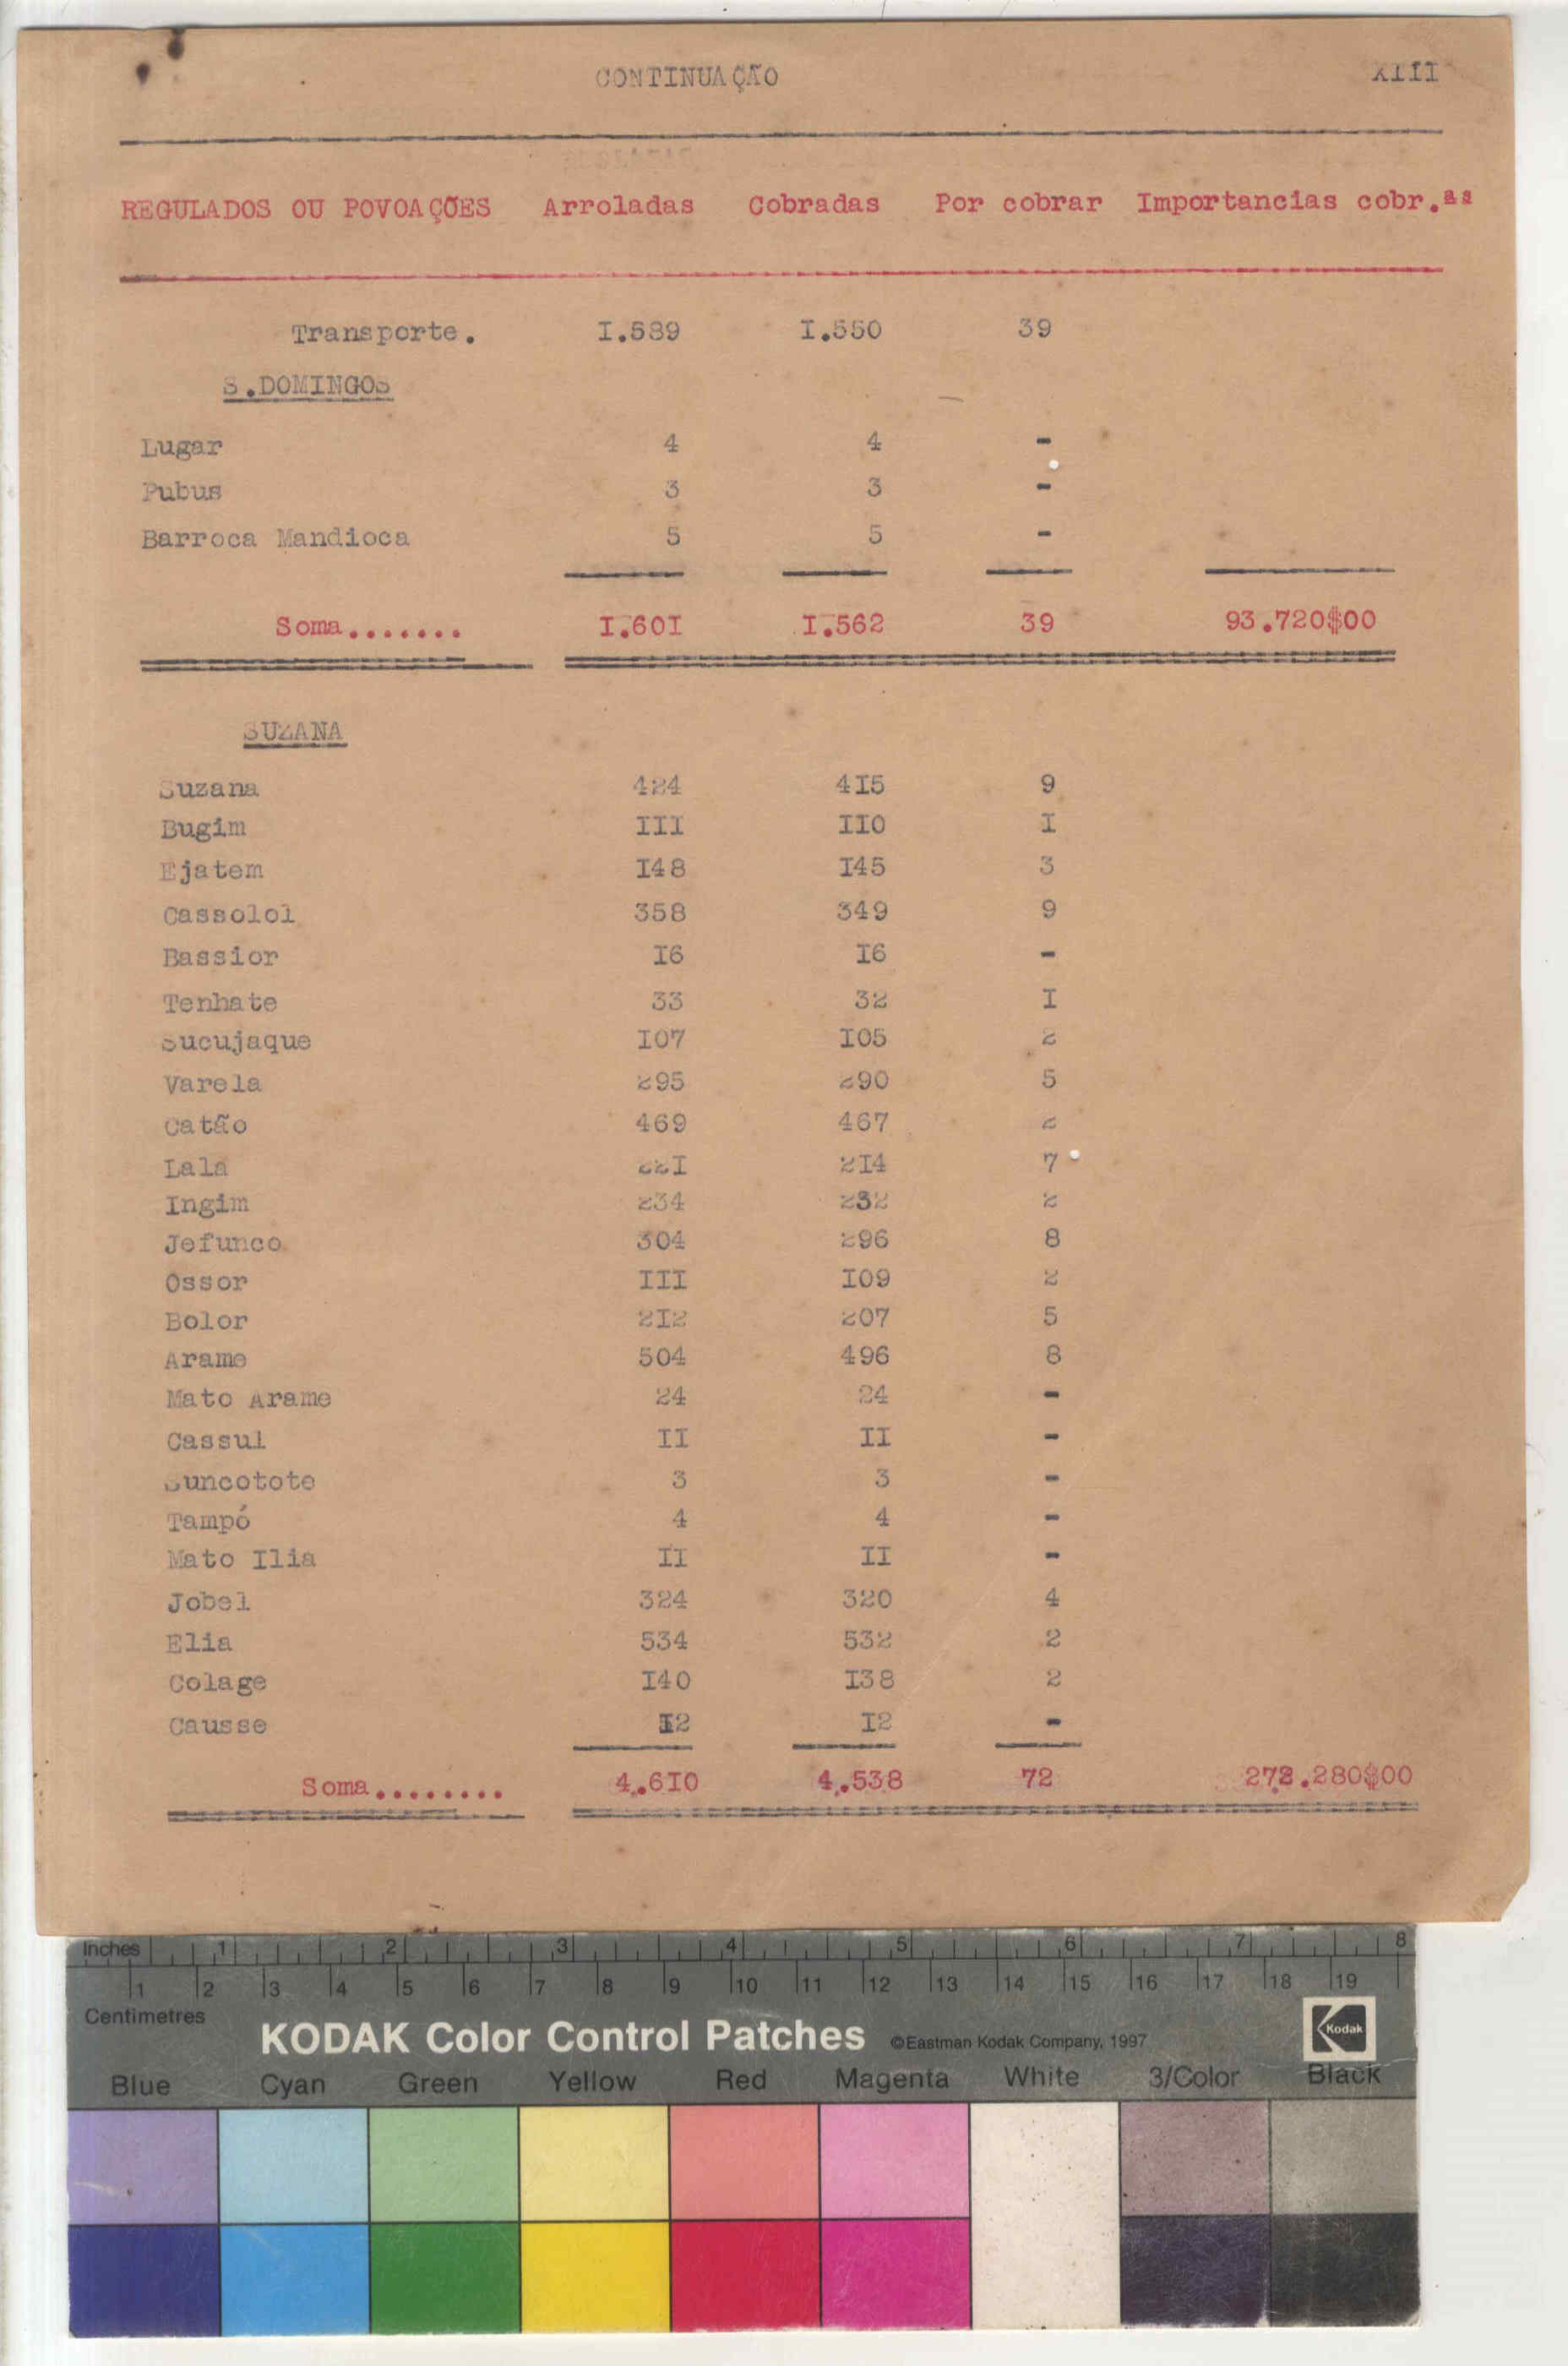 CONTINUAÇÃO XIII
REGULADOS OU POVOAÇÕES Arroladas Cobradas Por cobrar Importancias cobr.as
Transporte. I.589 I.550 39
S.DOMINGOS
Lugar 4 4 -
Pubus 3 3 -
Barroca Mandioca 5 5 -
Soma....... I.60I I.562 39 93.720$00
SUZANA
Suzana 424 4I5 9
Bugim III II0 I
Ejatem I48 I45 3
Cassolol 358 349 9
Bassior I6 I6 -
Tenhate 33 32 I
Sucujaque I07 I05 2
Varela 295 290 5
Catão 469 467 2
Lala 22I 2I4 7
Ingim 234 232 2
Jefunco 304 296 8
Ossor III I09 2
Bolor 2I2 207 5
Arame 504 496 8
Mato Arame 24 24 -
Cassul II II -
Suncotote 3 3 -
Tampó 4 4 -
Mato Ilia II II -
Jobel 324 320 4
Elia 534 532 2
Colage I40 I38 2
Causse I2 I2 -
Soma........ 4.6I0 4.538 72 272.280$00
Inches 1 2 3 4 5 6 7 8
1 2 3 4 5 6 7 8 9 10 11 12 13 14 15 16 17 18 19
Centimetres
KODAK Color Control Patches ©Eastman Kodak Company, 1997 Kodak
Blue Cyan Green Yellow Red Magenta White 3/Color Black